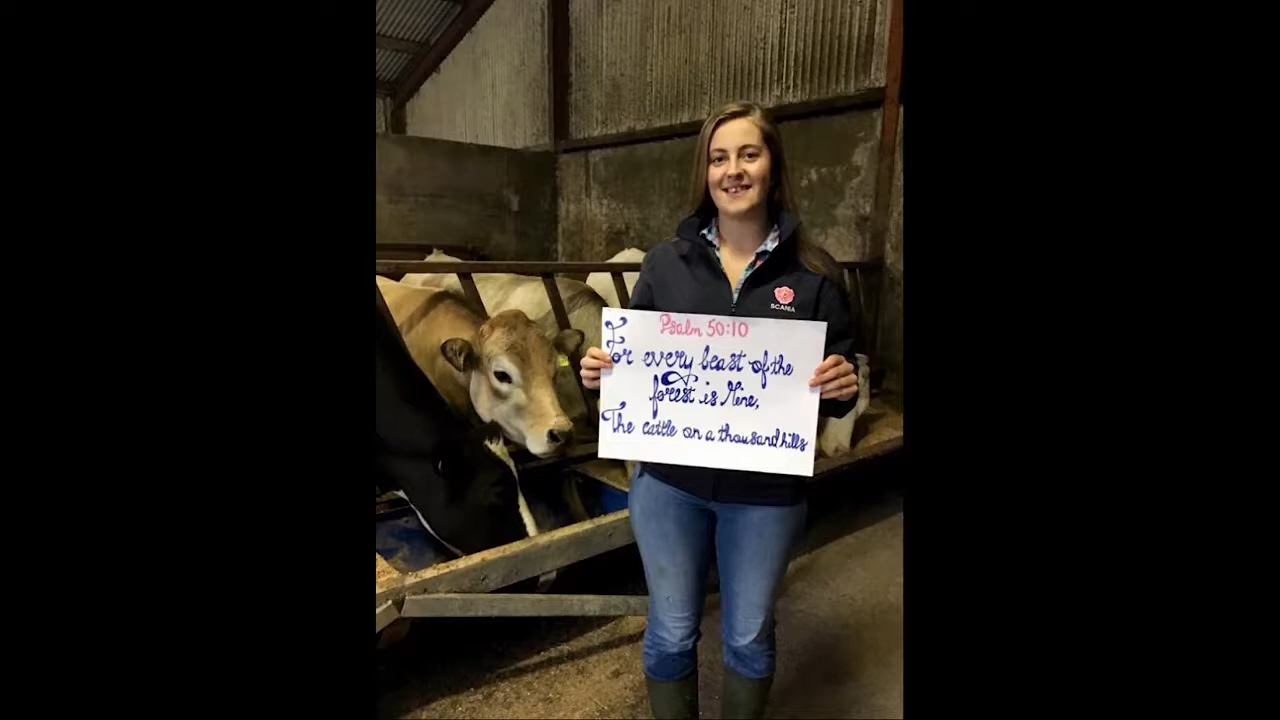 SCANIA
Psalm 50:10
For every beast of the
forest is Mine,
The cattle on a thousand hills